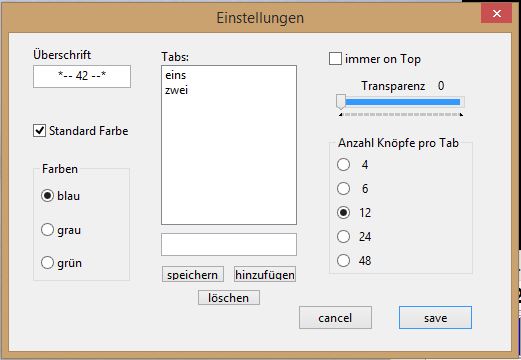 Einstellungen
Überschrift
*-- 42 --*
Standard Farbe
Farben
blau
grau
grün
Tabs:
eins
zwei
speichern
hinzufügen
löschen
immer on Top
Transparenz 0
Anzahl Knöpfe pro Tab
4
6
12
24
48
cancel
save